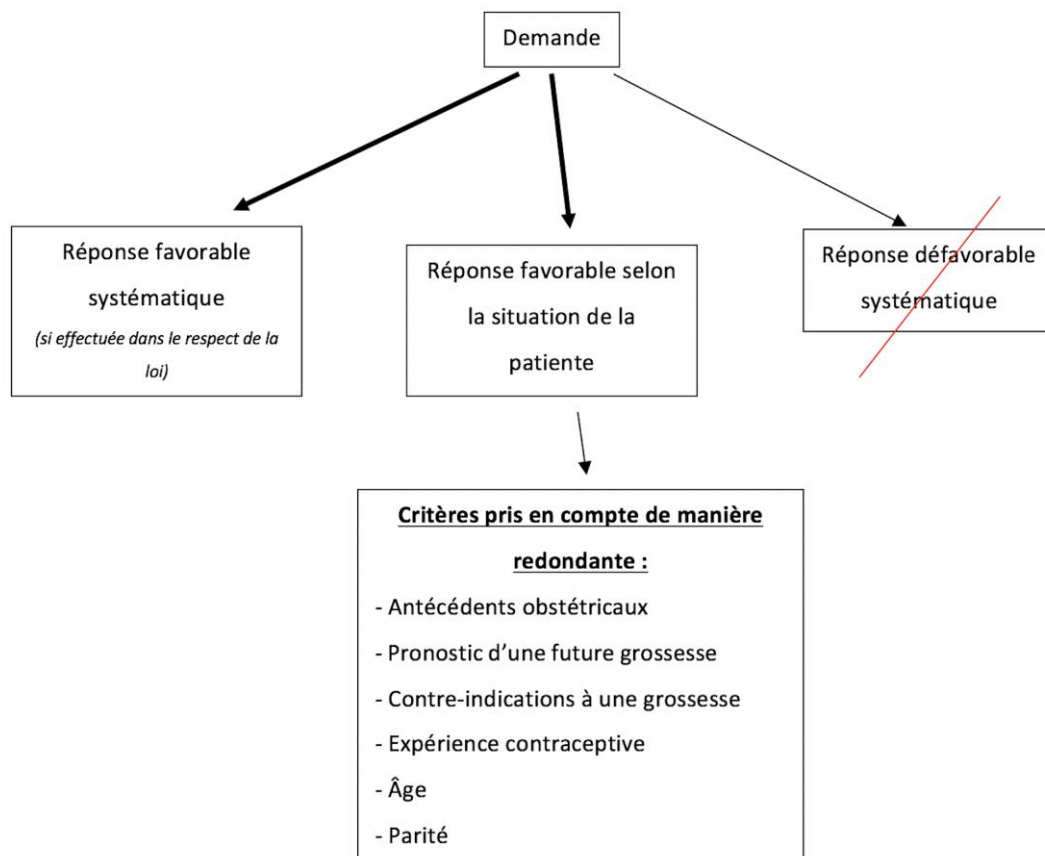 Demande
Réponse favorable
systématique
(si effectuée dans le respect de la
loi)
Réponse favorable selon
la situation de la
patiente
Réponse défavorable
systématique
Critères pris en compte de manière
redondante :
- Antécédents obstétricaux
- Pronostic d’une future grossesse
- Contre-indications à une grossesse
- Expérience contraceptive
- Âge
- Parité